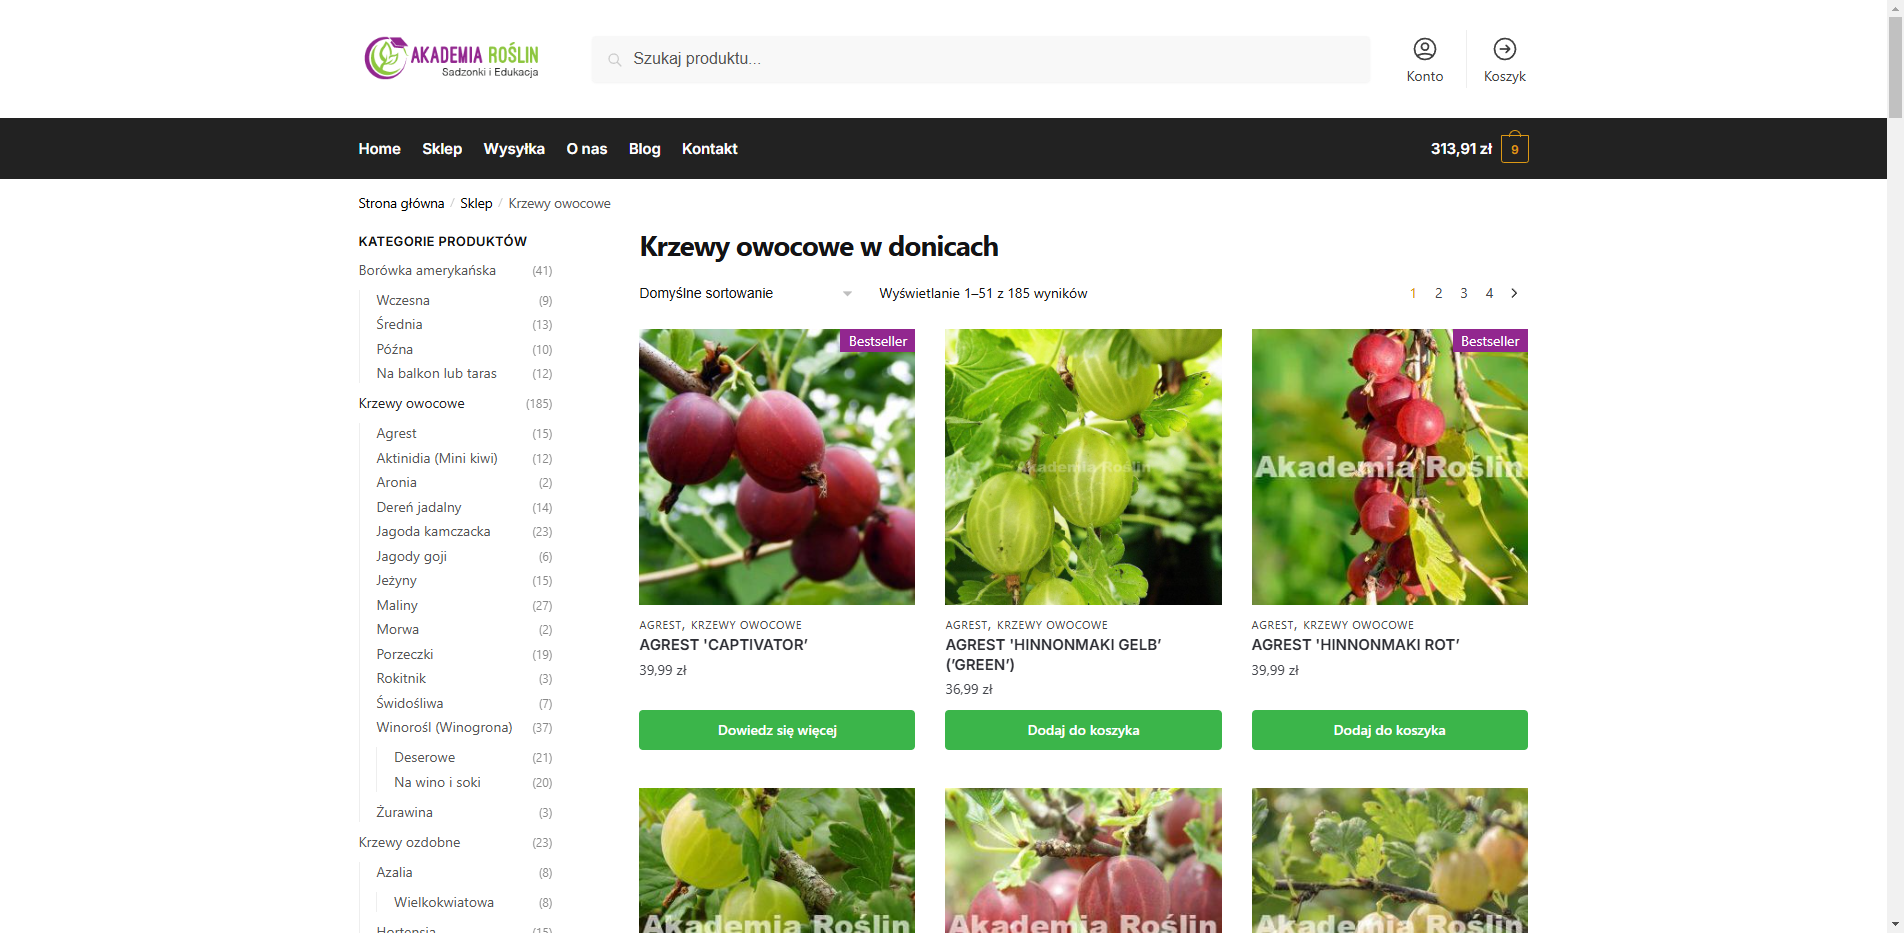 AKADEMIA ROŚLIN
Sadzonki i Edukacja
Szukaj produktu...
Konto
Koszyk
Home
Sklep
Wysyłka
O nas
Blog
Kontakt
313,91 zł
9
Strona główna / Sklep / Krzewy owocowe
KATEGORIE PRODUKTÓW
Borówka amerykańska (41)
Wczesna (9)
Średnia (13)
Późna (10)
Na balkon lub taras (12)
Krzewy owocowe (185)
Agrest (15)
Aktinidia (Mini kiwi) (12)
Aronia (2)
Dereń jadalny (14)
Jagoda kamczacka (23)
Jagody goji (6)
Jeżyny (15)
Maliny (27)
Morwa (2)
Porzeczki (19)
Rokitnik (3)
Świdośliwa (7)
Winorośl (Winogrona) (37)
Deserowe (21)
Na wino i soki (20)
Żurawina (3)
Krzewy ozdobne (23)
Azalia (8)
Wielkokwiatowa (8)
Hortensja (15)
Krzewy owocowe w donicach
Domyślne sortowanie
Wyświetlanie 1–51 z 185 wyników
1 2 3 4
Bestseller
AGREST, KRZEWY OWOCOWE
AGREST 'CAPTIVATOR’
39,99 zł
Dowiedz się więcej
Akademia Roślin
AGREST, KRZEWY OWOCOWE
AGREST 'HINNONMAKI GELB’
(’GREEN’)
36,99 zł
Dodaj do koszyka
Bestseller
Akademia Roślin
AGREST, KRZEWY OWOCOWE
AGREST 'HINNONMAKI ROT’
39,99 zł
Dodaj do koszyka
Akademia Roślin
Akademia Roślin
Akademia Roślin